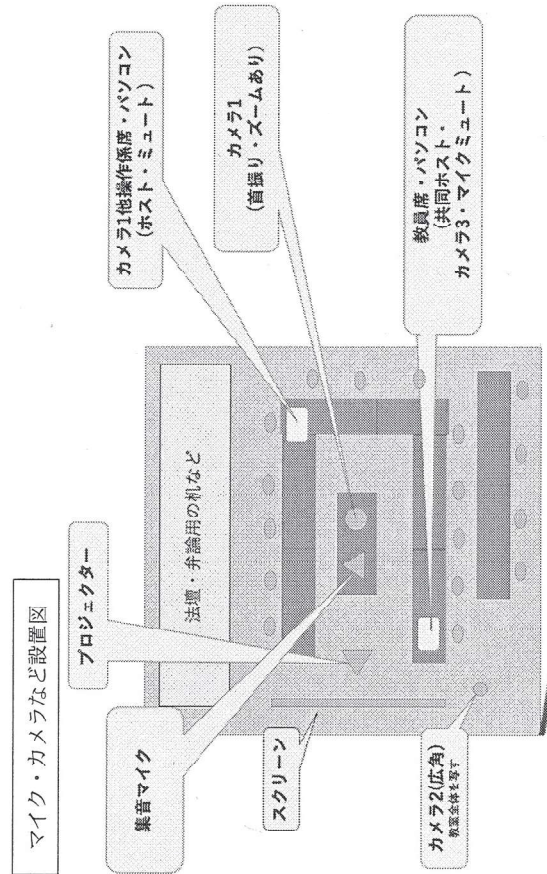 マイク・カメラなど設置図
プロジェクター
集音マイク
スクリーン
カメラ2(広角)
教室全体を写す
法壇・弁論用の机など
カメラ1他操作係席・パソコン
(ホスト・ミュート)
カメラ1
(首振り・ズームあり)
教員席・パソコン
(共同ホスト・
カメラ3・マイクミュート)